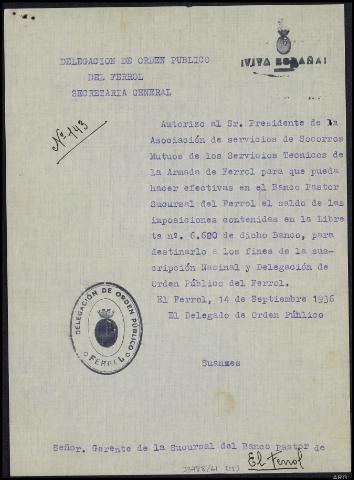 ¡VIVA ESPAÑA!
DELEGACION DE ORDEN PUBLICO
DEL FERROL
SECRETARIA GENERAL
Nº 143
Autorizo al Sr. Presidente de la
Asociación de servicios de Socorros
Mutuos de los Servicios Tecnicos de
la Armada de Ferrol para que pueda
hacer efectivas en el Banco Pastor
Sucursal del Ferrol el saldo de las
imposiciones contenidas en la Libre
ta nº. 6.620 de dicho Banco, para
destinarlo a los fines de la sus-
cripción Nacinal y Delegación de
Orden Público del Ferrol.
El Ferrol, 14 de Septiembre 1936
El Delegado de Orden Público
DELEGACIÓN DE ORDEN PÚBLICO
FERROL
Suanzes
Señor. Gerente de la Sucursal del Banco Pastor de
El Ferrol